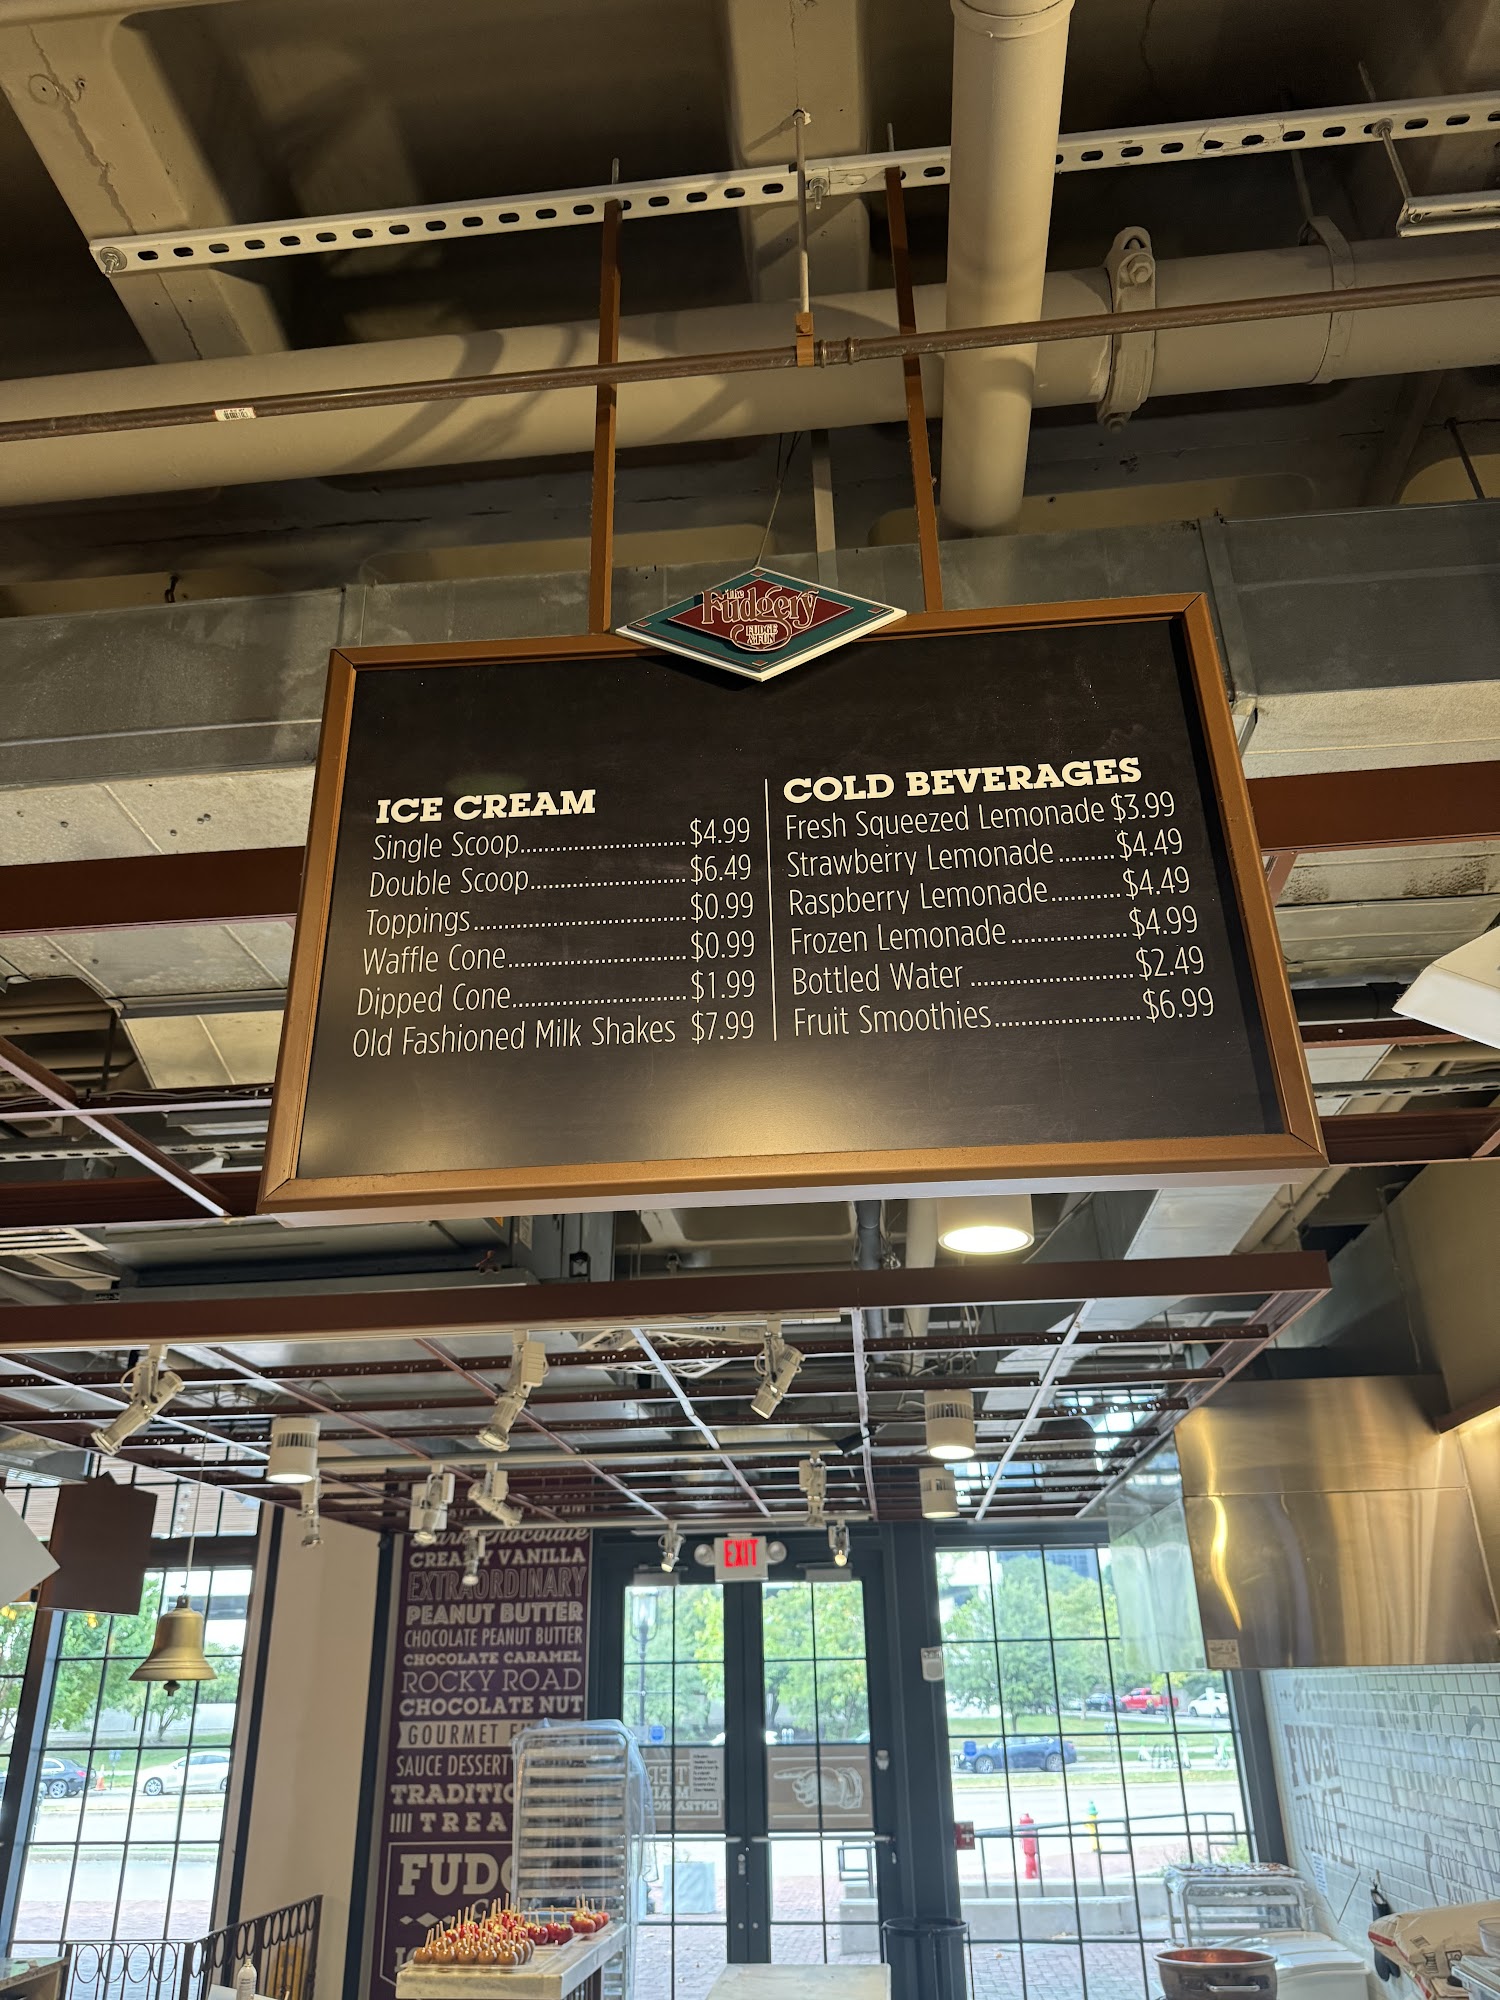 The
Fudgery
FUDGE
& FUN
ICE CREAM
Single Scoop.............................$4.99
Double Scoop...........................$6.49
Toppings.....................................$0.99
Waffle Cone...............................$0.99
Dipped Cone..............................$1.99
Old Fashioned Milk Shakes $7.99
COLD BEVERAGES
Fresh Squeezed Lemonade $3.99
Strawberry Lemonade.........$4.49
Raspberry Lemonade...........$4.49
Frozen Lemonade...................$4.99
Bottled Water..........................$2.49
Fruit Smoothies.......................$6.99
EXIT
Chocolate
CREAMY VANILLA
EXTRAORDINARY
PEANUT BUTTER
CHOCOLATE PEANUT BUTTER
CHOCOLATE CARAMEL
ROCKY ROAD
CHOCOLATE NUT
GOURMET
SAUCE DESSERT